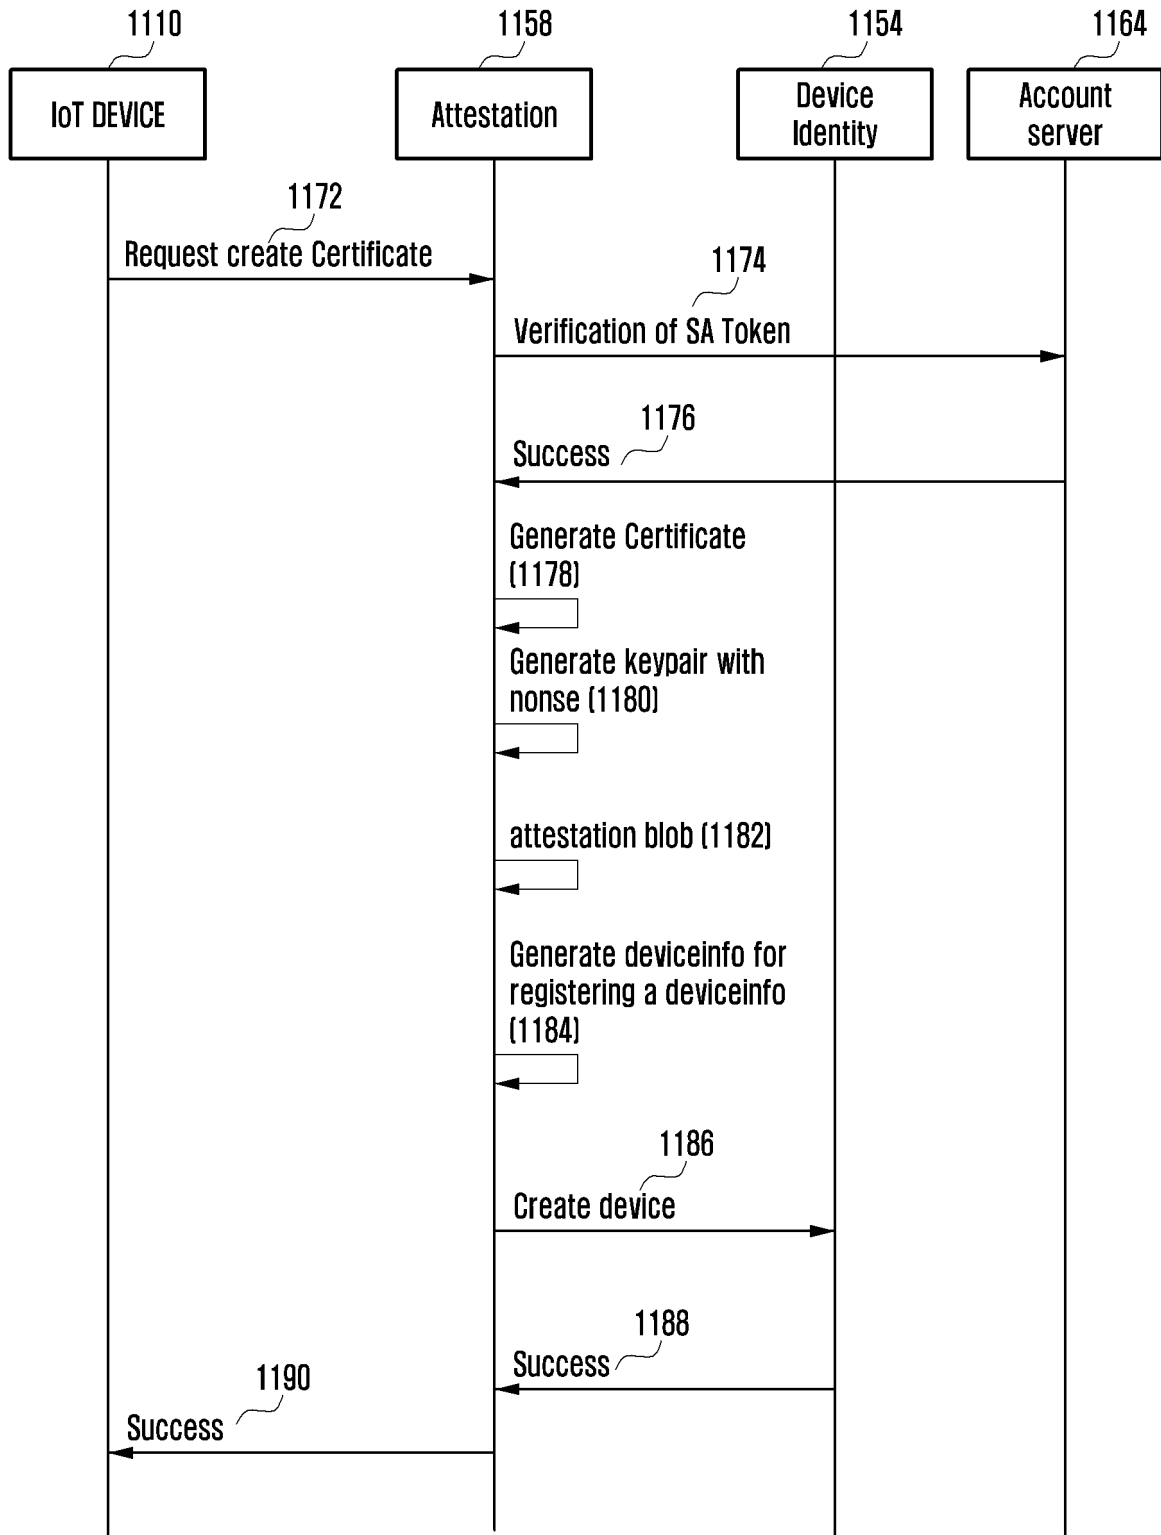 1110
1158
1154
1164
IoT DEVICE
Attestation
Device
Identity
Account
server
1172
Request create Certificate
1174
Verification of SA Token
1176
Success
Generate Certificate
(1178)
Generate keypair with
nonse (1180)
attestation blob (1182)
Generate deviceinfo for
registering a deviceinfo
(1184)
1186
Create device
1188
Success
1190
Success